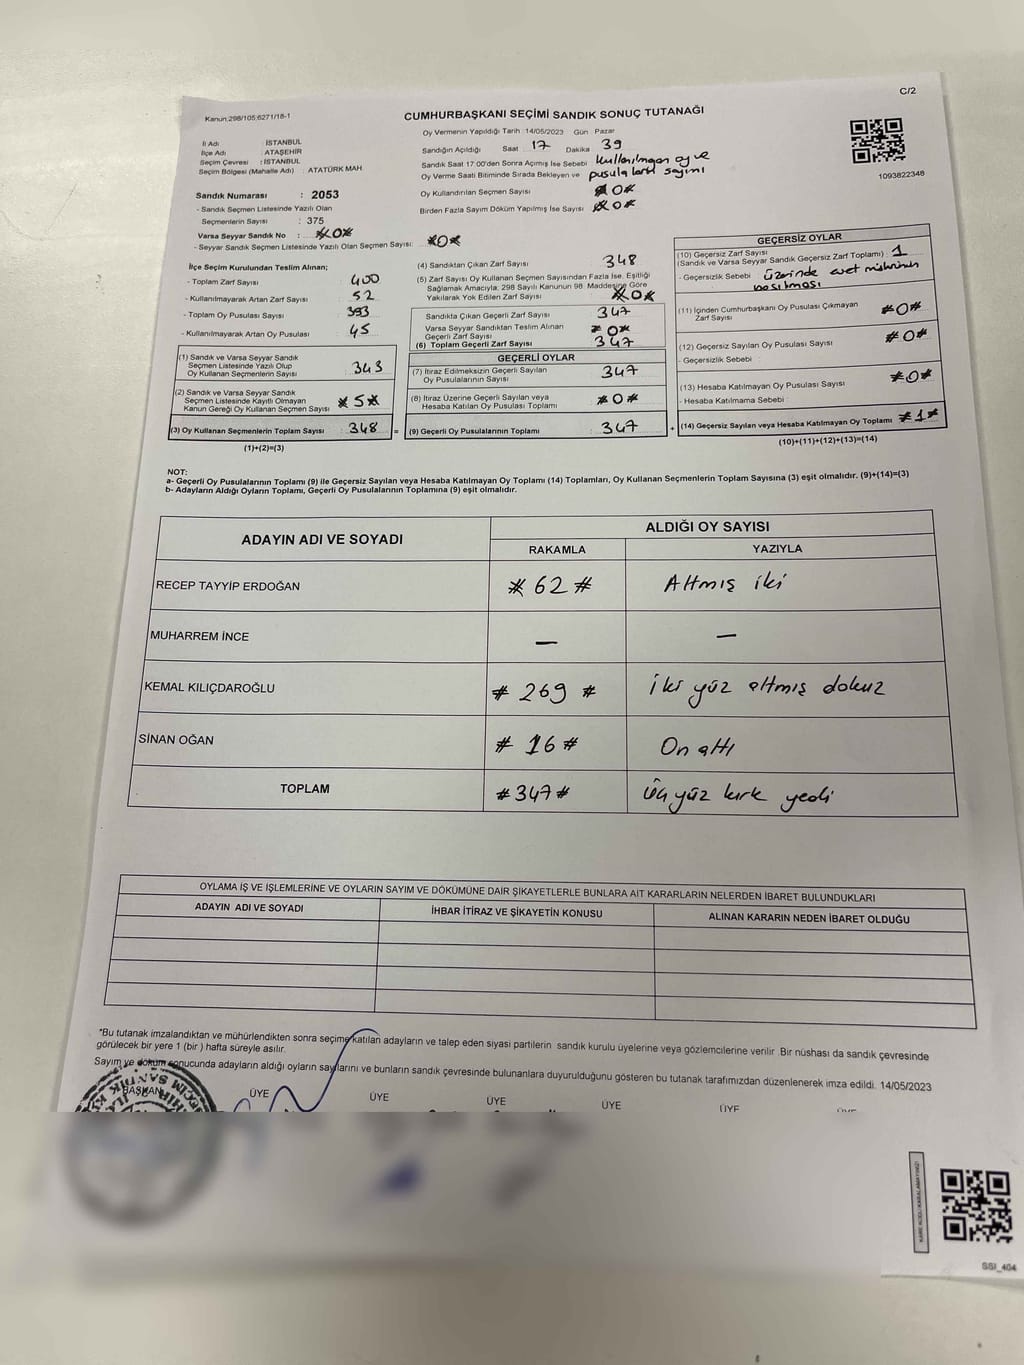 C/2
Kanun:298/105;6271/18-1
CUMHURBAŞKANI SEÇİMİ SANDIK SONUÇ TUTANAĞI
Oy Vermenin Yapıldığı Tarih :14/05/2023 Gün : Pazar
İl Adı : İSTANBUL
İlçe Adı : ATAŞEHİR
Seçim Çevresi : İSTANBUL
Seçim Bölgesi (Mahalle Adı) : ATATÜRK MAH
Sandığın Açıldığı Saat 17 Dakika 39
Sandık Saat 17:00'den Sonra Açımış İse Sebebi kullanılmayan oy ve
Oy Verme Saati Bitiminde Sırada Bekleyen ve pusulaların sayımı
Oy Kullandırılan Seçmen Sayısı #0#
Birden Fazla Sayım Döküm Yapılmış İse Sayısı #0#
1093822348
Sandık Numarası : 2053
- Sandık Seçmen Listesinde Yazılı Olan
Seçmenlerin Sayısı : 375
Varsa Seyyar Sandık No : #0#
- Seyyar Sandık Seçmen Listesinde Yazılı Olan Seçmen Sayısı: #0#
İlçe Seçim Kurulundan Teslim Alınan;
- Toplam Zarf Sayısı : 400
- Kullanılmayarak Artan Zarf Sayısı : 52
- Toplam Oy Pusulası Sayısı : 393
- Kullanılmayarak Artan Oy Pusulası : 45
(1) Sandık ve Varsa Seyyar Sandık
Seçmen Listesinde Yazılı Olup
Oy Kullanan Seçmenlerin Sayısı : 343
(2) Sandık ve Varsa Seyyar Sandık
Seçmen Listesinde Kayıtlı Olmayan
Kanun Gereği Oy Kullanan Seçmen Sayısı #5#
(3) Oy Kullanan Seçmenlerin Toplam Sayısı : 348 =
(1)+(2)=(3)
(4) Sandıktan Çıkan Zarf Sayısı : 348
(5) Zarf Sayısı Oy Kullanan Seçmen Sayısından Fazla İse, Eşitliği
Sağlamak Amacıyla, 298 Sayılı Kanunun 98. Maddesine Göre
Yakılarak Yok Edilen Zarf Sayısı : #0#
Sandıkta Çıkan Geçerli Zarf Sayısı : 347
Varsa Seyyar Sandıktan Teslim Alınan
Geçerli Zarf Sayısı : #0#
(6) Toplam Geçerli Zarf Sayısı : 347
GEÇERLİ OYLAR
(7) İtiraz Edilmeksizin Geçerli Sayılan
Oy Pusulalarının Sayısı : 347
(8) İtiraz Üzerine Geçerli Sayılan veya
Hesaba Katılan Oy Pusulası Toplamı : #0#
(9) Geçerli Oy Pusulalarının Toplamı : 347 +
GEÇERSİZ OYLAR
(10) Geçersiz Zarf Sayısı
(Sandık ve Varsa Seyyar Sandık Geçersiz Zarf Toplamı) : 1
- Geçersizlik Sebebi : üzerinde evet mührünün
basılması
(11) İçinden Cumhurbaşkanı Oy Pusulası Çıkmayan
Zarf Sayısı : #0#
(12) Geçersiz Sayılan Oy Pusulası Sayısı : #0#
- Geçersizlik Sebebi :
(13) Hesaba Katılmayan Oy Pusulası Sayısı : #0#
- Hesaba Katılmama Sebebi :
(14) Geçersiz Sayılan veya Hesaba Katılmayan Oy Toplamı : #1#
(10)+(11)+(12)+(13)=(14)
NOT:
a- Geçerli Oy Pusulalarının Toplamı (9) ile Geçersiz Sayılan veya Hesaba Katılmayan Oy Toplamı (14) Toplamları, Oy Kullanan Seçmenlerin Toplam Sayısına (3) eşit olmalıdır. (9)+(14)=(3)
b- Adayların Aldığı Oyların Toplamı, Geçerli Oy Pusulalarının Toplamına (9) eşit olmalıdır.
ADAYIN ADI VE SOYADI
ALDIĞI OY SAYISI
RAKAMLA YAZIYLA
RECEP TAYYİP ERDOĞAN #62# Altmış iki
MUHARREM İNCE — —
KEMAL KILIÇDAROĞLU #269# iki yüz altmış dokuz
SİNAN OĞAN #16# On altı
TOPLAM #347# Üç yüz kırk yedi
OYLAMA İŞ VE İŞLEMLERİNE VE OYLARIN SAYIM VE DÖKÜMÜNE DAİR ŞİKAYETLERLE BUNLARA AİT KARARLARIN NELERDEN İBARET BULUNDUKLARI
ADAYIN ADI VE SOYADI İHBAR İTİRAZ VE ŞİKAYETİN KONUSU ALINAN KARARIN NEDEN İBARET OLDUĞU
*Bu tutanak imzalandıktan ve mühürlendikten sonra seçime katılan adayların ve talep eden siyasi partilerin sandık kurulu üyelerine veya gözlemcilerine verilir .Bir nüshası da sandık çevresinde
görülecek bir yere 1 (bir ) hafta süreyle asılır.
Sayım ve döküm sonucunda adayların aldığı oyların sayılarını ve bunların sandık çevresinde bulunanlara duyurulduğunu gösteren bu tutanak tarafımızdan düzenlenerek imza edildi. 14/05/2023
BAŞKAN ÜYE ÜYE ÜYE ÜYE ÜYE ÜYE
KARE KODU KARALAMAYINIZ!
SSI_404